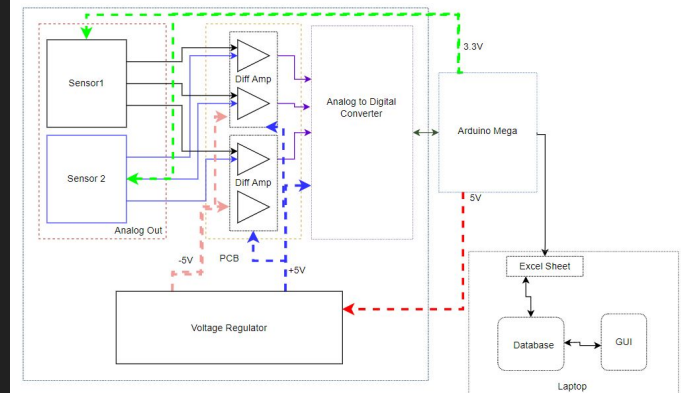 3.3V
Sensor1
Diff Amp
Analog to Digital
Converter
Arduino Mega
Sensor 2
Diff Amp
5V
Analog Out
-5V
PCB
+5V
Excel Sheet
Voltage Regulator
Database
GUI
Laptop